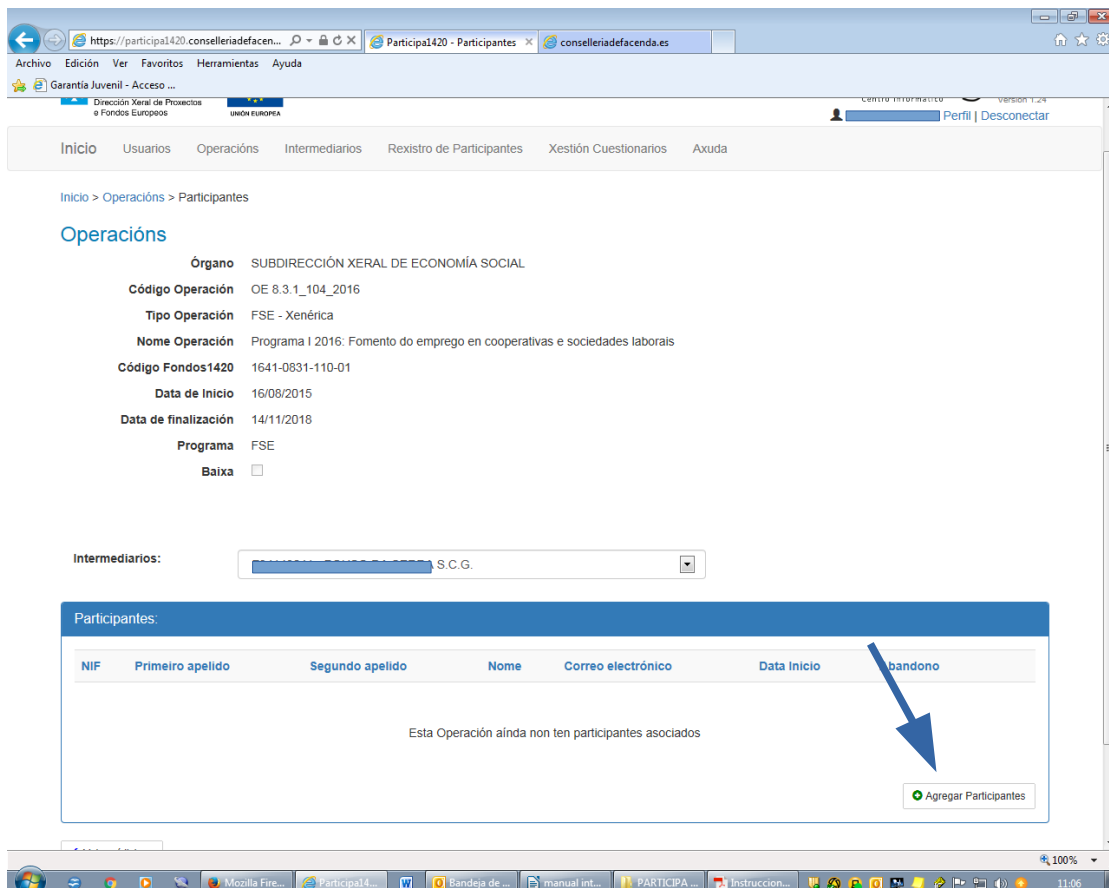 https://participa1420.conselleriadefacen... Participa1420 - Participantes conselleriadefacenda.es
Archivo Edición Ver Favoritos Herramientas Ayuda
Garantía Juvenil - Acceso ...
Dirección Xeral de Proxectos
e Fondos Europeos
UNIÓN EUROPEA
Centro Informático Versión 1.24
Perfil | Desconectar
Inicio Usuarios Operacións Intermediarios Rexistro de Participantes Xestión Cuestionarios Axuda
Inicio > Operacións > Participantes
Operacións
Órgano SUBDIRECCIÓN XERAL DE ECONOMÍA SOCIAL
Código Operación OE 8.3.1_104_2016
Tipo Operación FSE - Xenérica
Nome Operación Programa I 2016: Fomento do emprego en cooperativas e sociedades laborais
Código Fondos1420 1641-0831-110-01
Data de Inicio 16/08/2015
Data de finalización 14/11/2018
Programa FSE
Baixa
Intermediarios: S.C.G.
Participantes:
NIF Primeiro apelido Segundo apelido Nome Correo electrónico Data Inicio bandono
Esta Operación aínda non ten participantes asociados
Agregar Participantes
100%
Mozilla Fire... Participa14... Bandeja de ... manual int... PARTICIPA ... Instruccion... 11:06